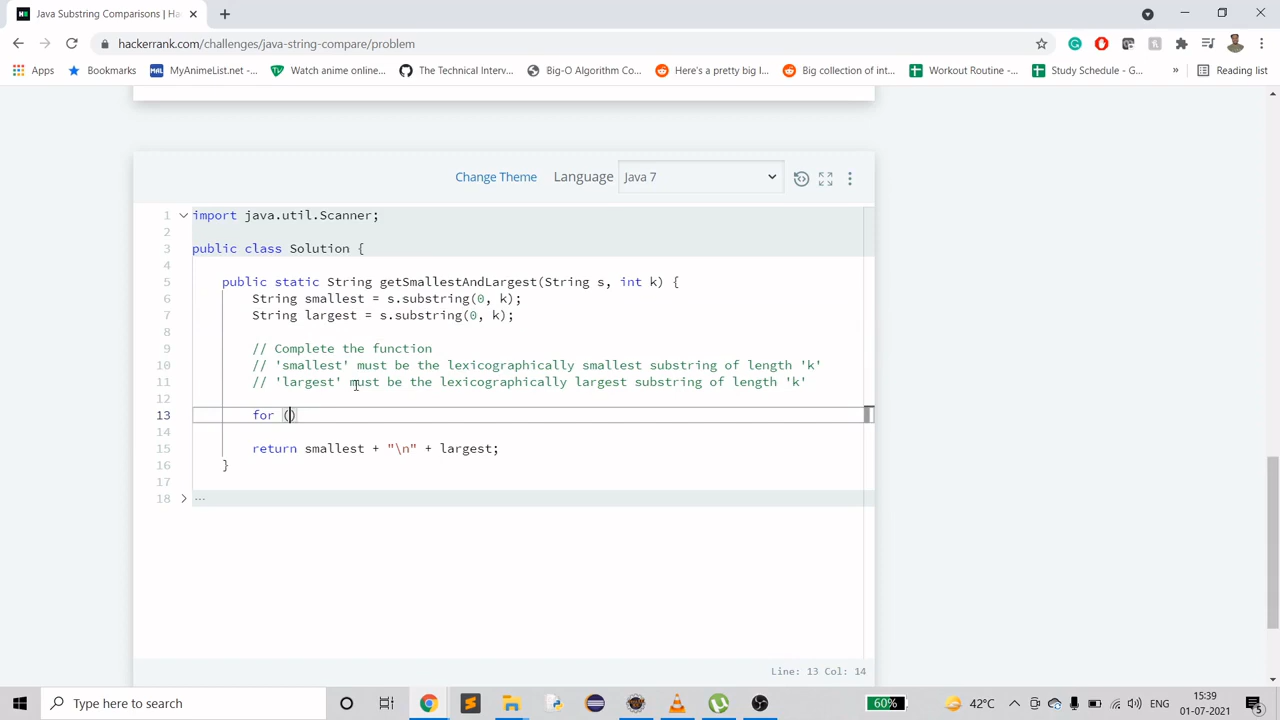 Java Substring Comparisons | Ha
hackerrank.com/challenges/java-string-compare/problem
Apps
Bookmarks
MAL MyAnimeList.net -...
Watch anime online...
The Technical Interv...
Big-O Algorithm Co...
Here's a pretty big l...
Big collection of int...
Workout Routine -...
Study Schedule - G...
»
Reading list
Change Theme Language Java 7
1 import java.util.Scanner;
2
3 public class Solution {
4
5 public static String getSmallestAndLargest(String s, int k) {
6 String smallest = s.substring(0, k);
7 String largest = s.substring(0, k);
8
9 // Complete the function
10 // 'smallest' must be the lexicographically smallest substring of length 'k'
11 // 'largest' must be the lexicographically largest substring of length 'k'
12
13 for ()
14
15 return smallest + "\n" + largest;
16 }
17
18 ...
Line: 13 Col: 14
Type here to search
60%
42°C
ENG
15:39
01-07-2021
5